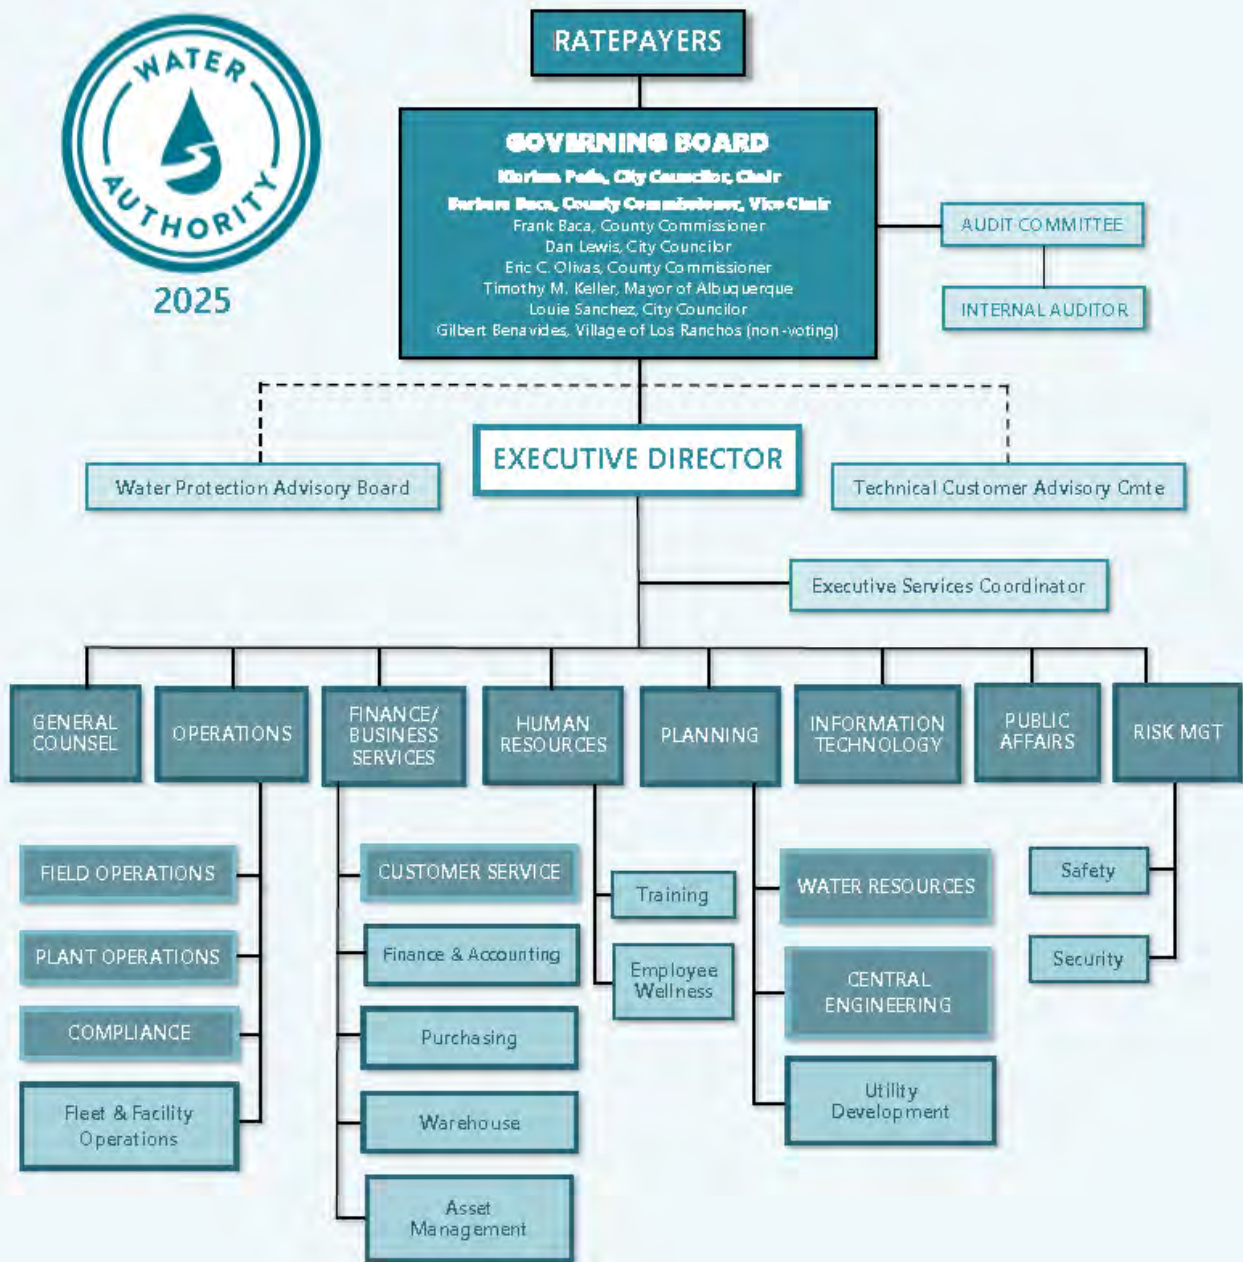 WATER
AUTHORITY
2025
RATEPAYERS
GOVERNING BOARD
Klarissa Peña, City Councilor, Chair
Barbara Baca, County Commissioner, Vice Chair
Frank Baca, County Commissioner
Dan Lewis, City Councilor
Eric C. Olivas, County Commissioner
Timothy M. Keller, Mayor of Albuquerque
Louie Sanchez, City Councilor
Gilbert Benavides, Village of Los Ranchos (non-voting)
AUDIT COMMITTEE
INTERNAL AUDITOR
EXECUTIVE DIRECTOR
Water Protection Advisory Board
Technical Customer Advisory Cmte
Executive Services Coordinator
GENERAL
COUNSEL
OPERATIONS
FINANCE/
BUSINESS
SERVICES
HUMAN
RESOURCES
PLANNING
INFORMATION
TECHNOLOGY
PUBLIC
AFFAIRS
RISK MGT
FIELD OPERATIONS
PLANT OPERATIONS
COMPLIANCE
Fleet & Facility
Operations
CUSTOMER SERVICE
Finance & Accounting
Purchasing
Warehouse
Asset
Management
Training
Employee
Wellness
WATER RESOURCES
CENTRAL
ENGINEERING
Utility
Development
Safety
Security